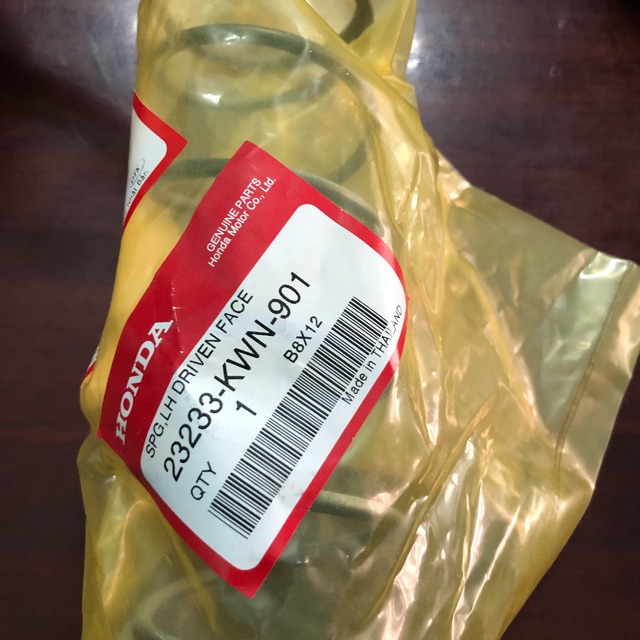 GENUINE PARTS
Honda Motor Co., Ltd.
HONDA
SPG,LH DRIVEN FACE
23233-KWN-901
QTY 1
B8X12
Made in THAILAND